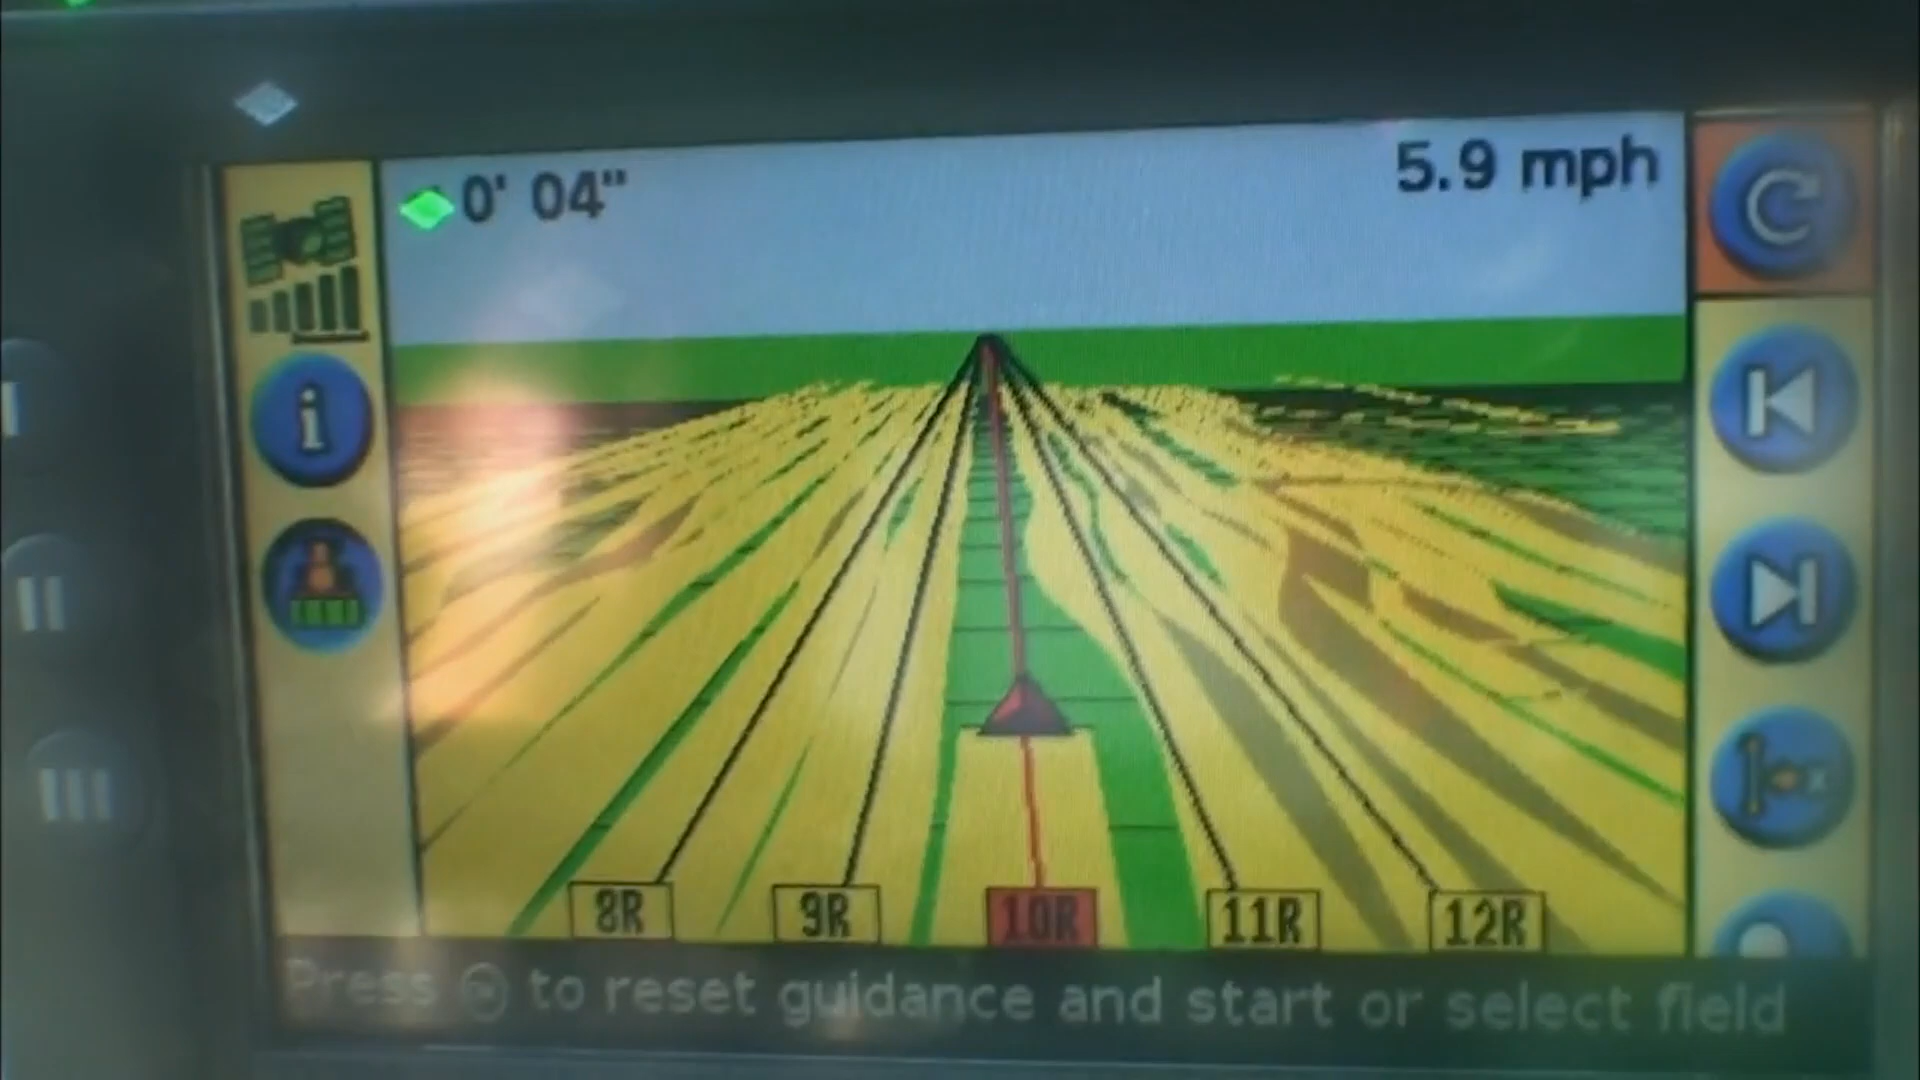 0' 04"
5.9 mph
8R 9R 10R 11R 12R
Press OK to reset guidance and start or select field